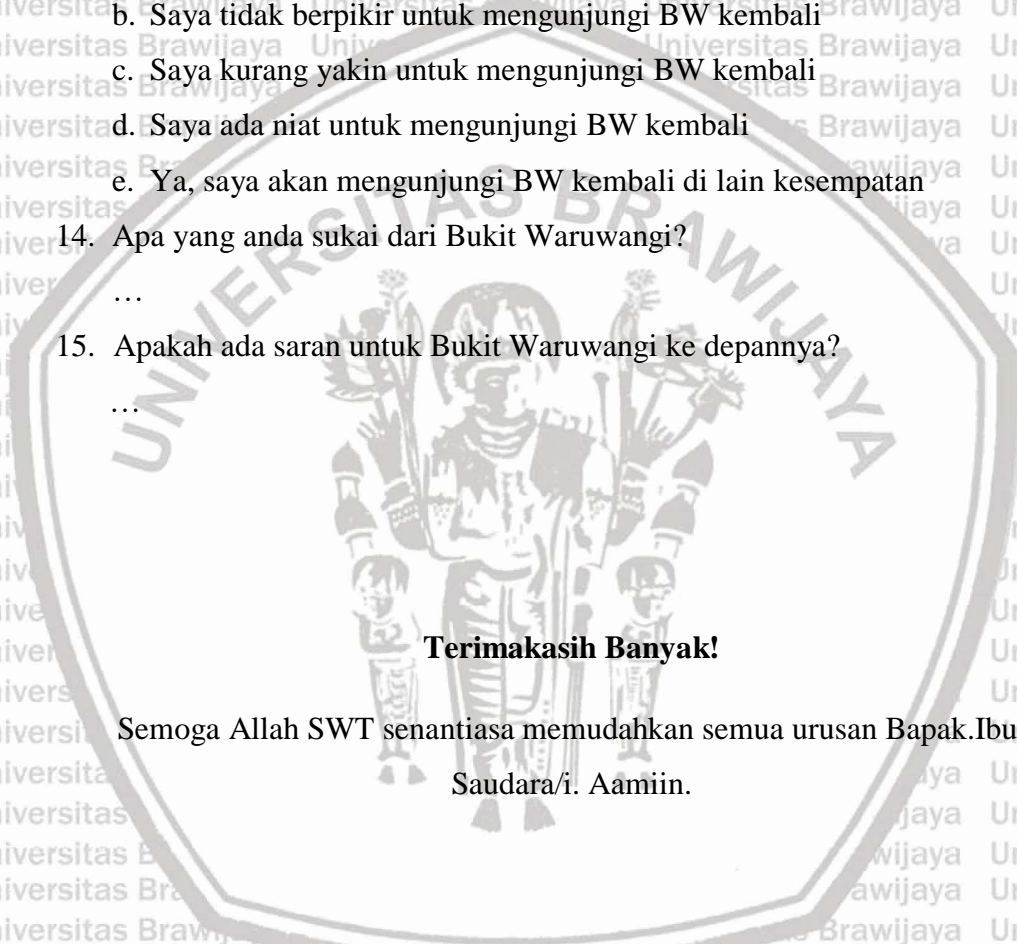 b. Saya tidak berpikir untuk mengunjungi BW kembali
c. Saya kurang yakin untuk mengunjungi BW kembali
d. Saya ada niat untuk mengunjungi BW kembali
e. Ya, saya akan mengunjungi BW kembali di lain kesempatan
14. Apa yang anda sukai dari Bukit Waruwangi?
…
15. Apakah ada saran untuk Bukit Waruwangi ke depannya?
…
UNIVERSITAS BRAWIJAYA
Terimakasih Banyak!
Semoga Allah SWT senantiasa memudahkan semua urusan Bapak.Ibu
Saudara/i. Aamiin.